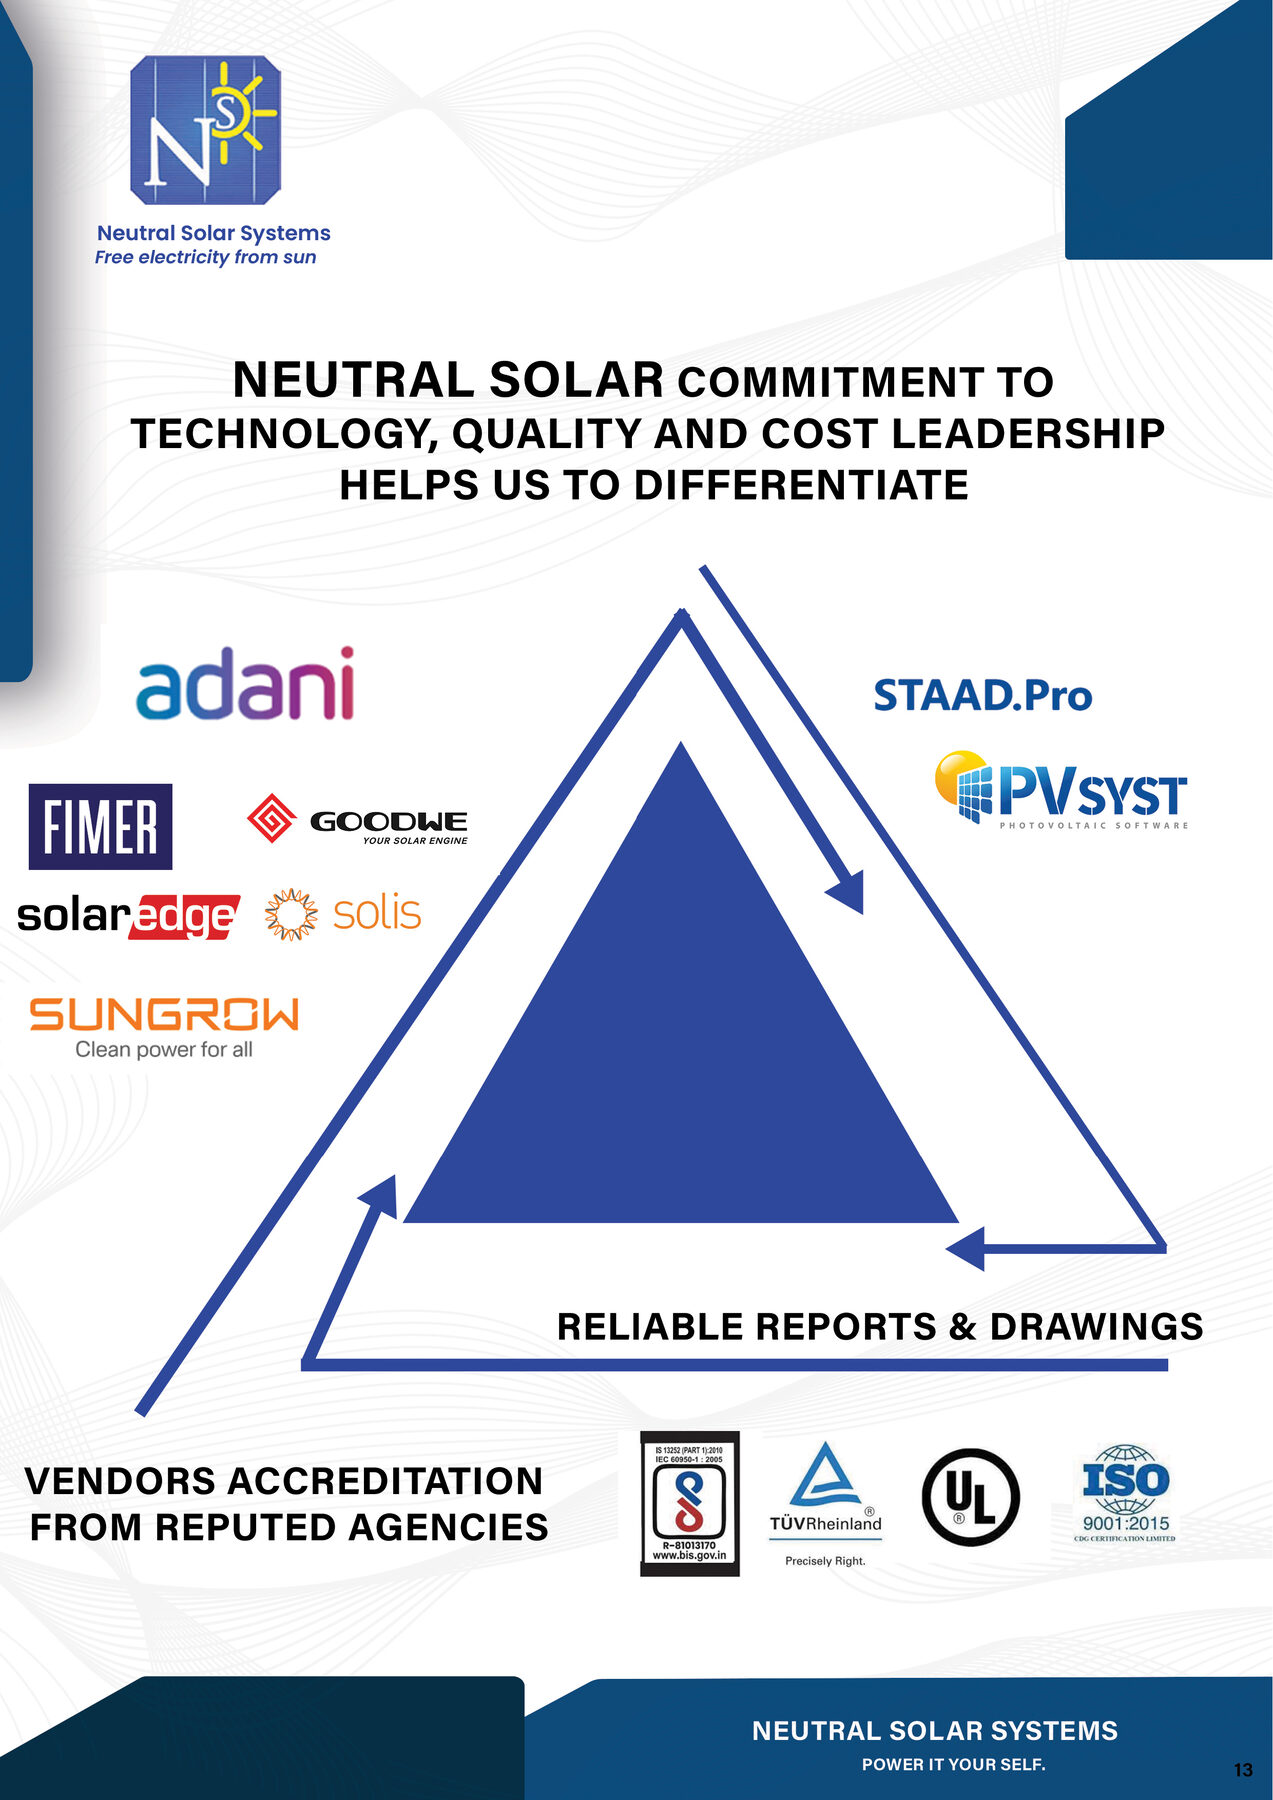 NS
Neutral Solar Systems
Free electricity from sun
NEUTRAL SOLAR COMMITMENT TO
TECHNOLOGY, QUALITY AND COST LEADERSHIP
HELPS US TO DIFFERENTIATE
adani
STAAD.Pro
PVSYST
PHOTOVOLTAIC SOFTWARE
FIMER
GOODWE
YOUR SOLAR ENGINE
solaredge
solis
SUNGROW
Clean power for all
RELIABLE REPORTS & DRAWINGS
VENDORS ACCREDITATION
FROM REPUTED AGENCIES
IS 13252 (PART 1):2010
IEC 60950-1 : 2005
R-81013170
www.bis.gov.in
TÜVRheinland®
Precisely Right.
UL®
ISO
9001:2015
CDG CERTIFICATION LIMITED
NEUTRAL SOLAR SYSTEMS
POWER IT YOUR SELF.
13